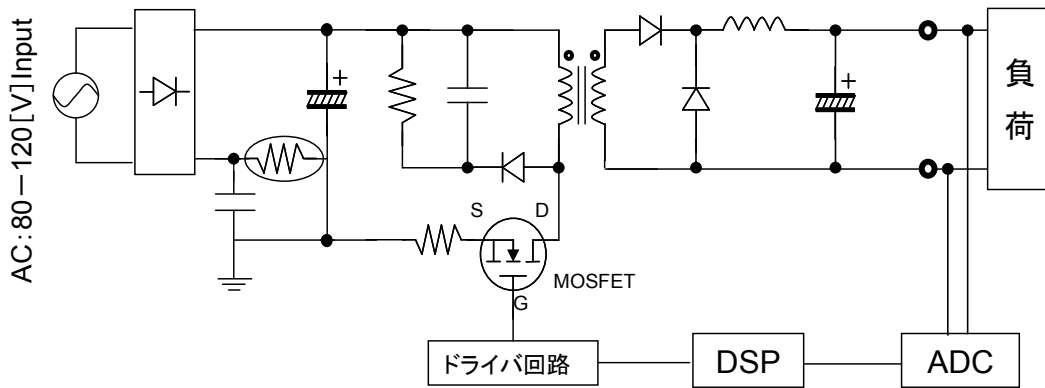 AC:80－120[V]Input
+
+
負
荷
S
D
MOSFET
G
ドライバ回路
DSP
ADC